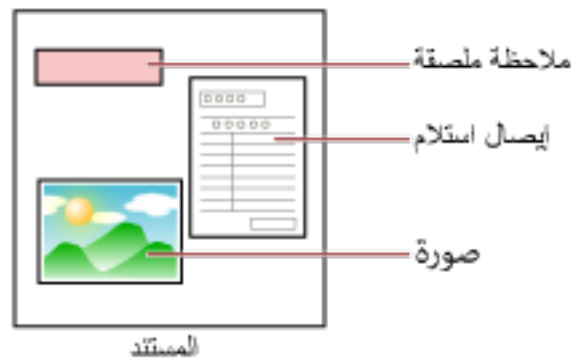 ملاحظة ملصقة
إيصال استلام
صورة
المستند